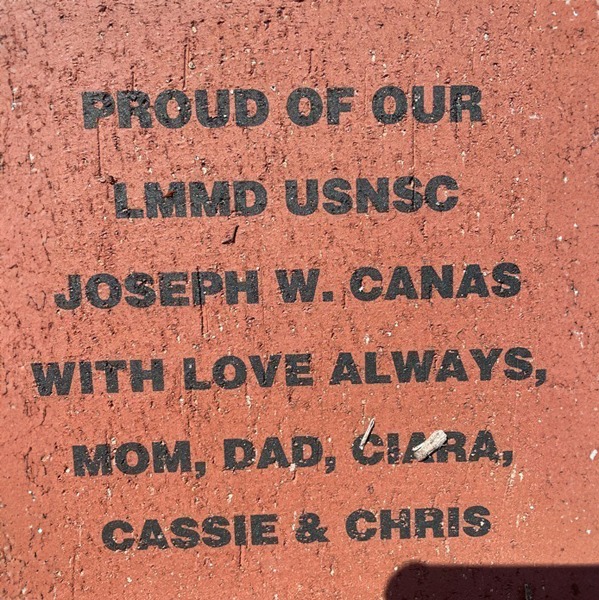 PROUD OF OUR
LMMD USNSC
JOSEPH W. CANAS
WITH LOVE ALWAYS,
MOM, DAD, CIARA,
CASSIE & CHRIS